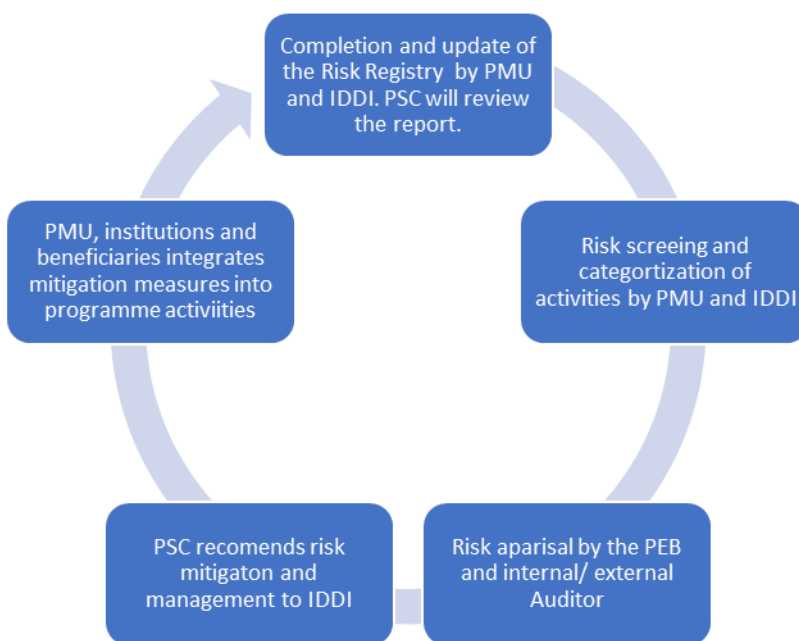 Completion and update of
the Risk Registry by PMU
and IDDI. PSC will review
the report.
Risk screeing and
categortization of
activities by PMU and IDDI
Risk aparisal by the PEB
and internal/ external
Auditor
PSC recomends risk
mitigaton and
management to IDDI
PMU, institutions and
beneficiaries integrates
mitigation measures into
programme activiities